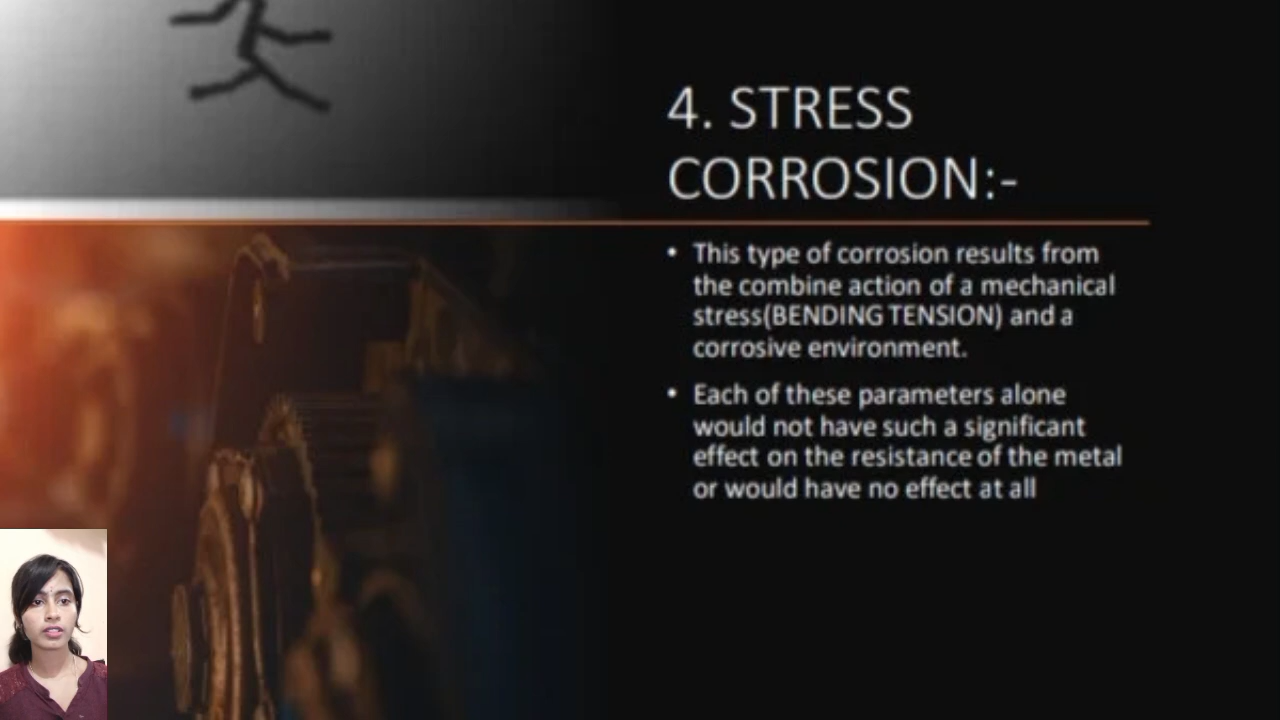 4. STRESS
CORROSION:-
• This type of corrosion results from
the combine action of a mechanical
stress(BENDING TENSION) and a
corrosive environment.
• Each of these parameters alone
would not have such a significant
effect on the resistance of the metal
or would have no effect at all